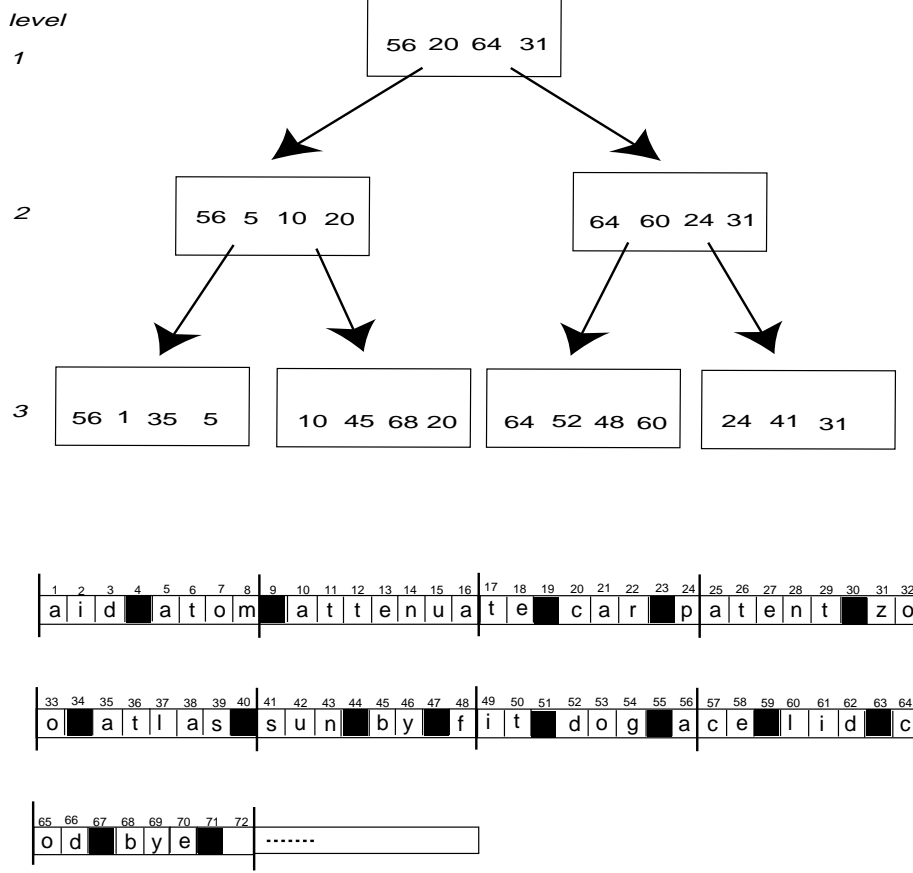 level
1
56 20 64 31
2
56 5 10 20
64 60 24 31
3
56 1 35 5
10 45 68 20
64 52 48 60
24 41 31
1 2 3 4 5 6 7 8 9 10 11 12 13 14 15 16 17 18 19 20 21 22 23 24 25 26 27 28 29 30 31 32
a i d a t o m a t t e n u a t e c a r p a t e n t z o
33 34 35 36 37 38 39 40 41 42 43 44 45 46 47 48 49 50 51 52 53 54 55 56 57 58 59 60 61 62 63 64
o a t l a s s u n b y f i t d o g a c e l i d c
65 66 67 68 69 70 71 72
o d b y e -------